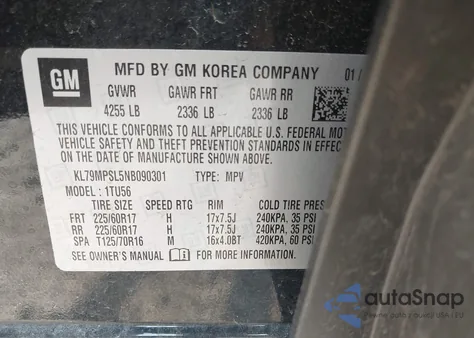 GM
MFD BY GM KOREA COMPANY 01 /
GVWR GAWR FRT GAWR RR
4255 LB 2336 LB 2336 LB
THIS VEHICLE CONFORMS TO ALL APPLICABLE U.S. FEDERAL
VEHICLE SAFETY AND THEFT PREVENTION STANDARDS IN
EFFECT ON THE DATE OF MANUFACTURE SHOWN ABOVE.
KL79MPSL5NB090301 TYPE: MPV
MODEL: 1TU56
TIRE SIZE SPEED RTG RIM COLD TIRE PRES
FRT 225/60R17 H 17x7.5J 240KPA, 35 PSI
RR 225/60R17 H 17x7.5J 240KPA, 35 PSI
SPA T125/70R16 M 16x4.0BT 420KPA, 60 PSI
SEE OWNER'S MANUAL FOR MORE INFORMATION.
autoSnap